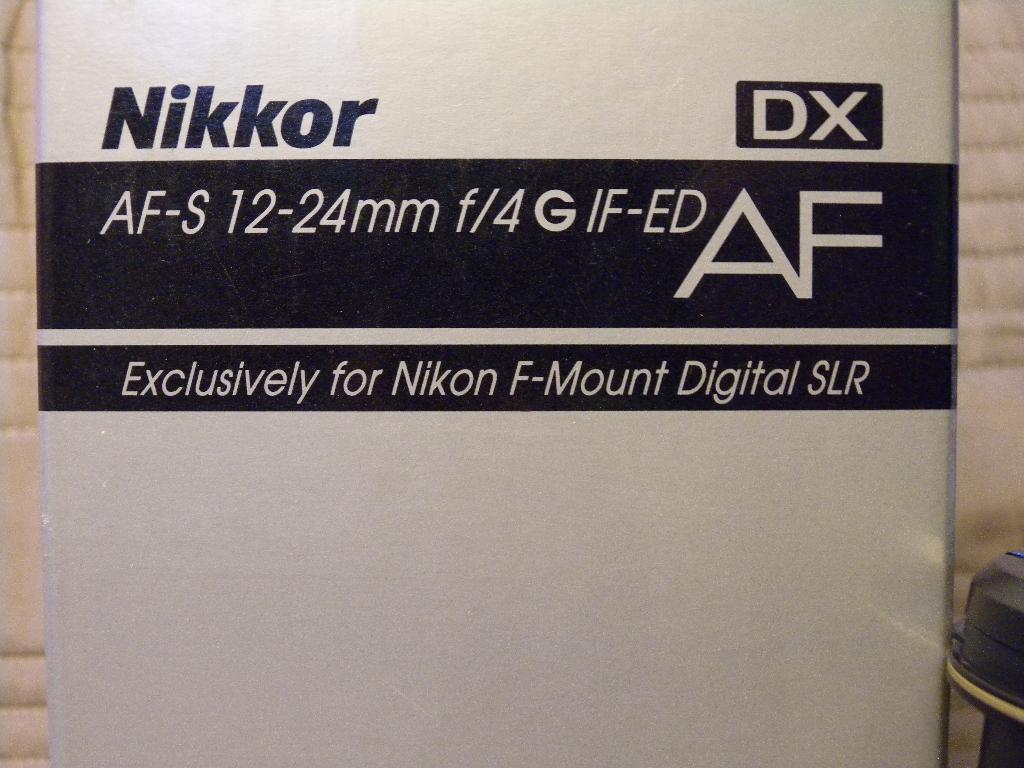 Nikkor DX
AF-S 12-24mm f/4 G IF-ED AF
Exclusively for Nikon F-Mount Digital SLR